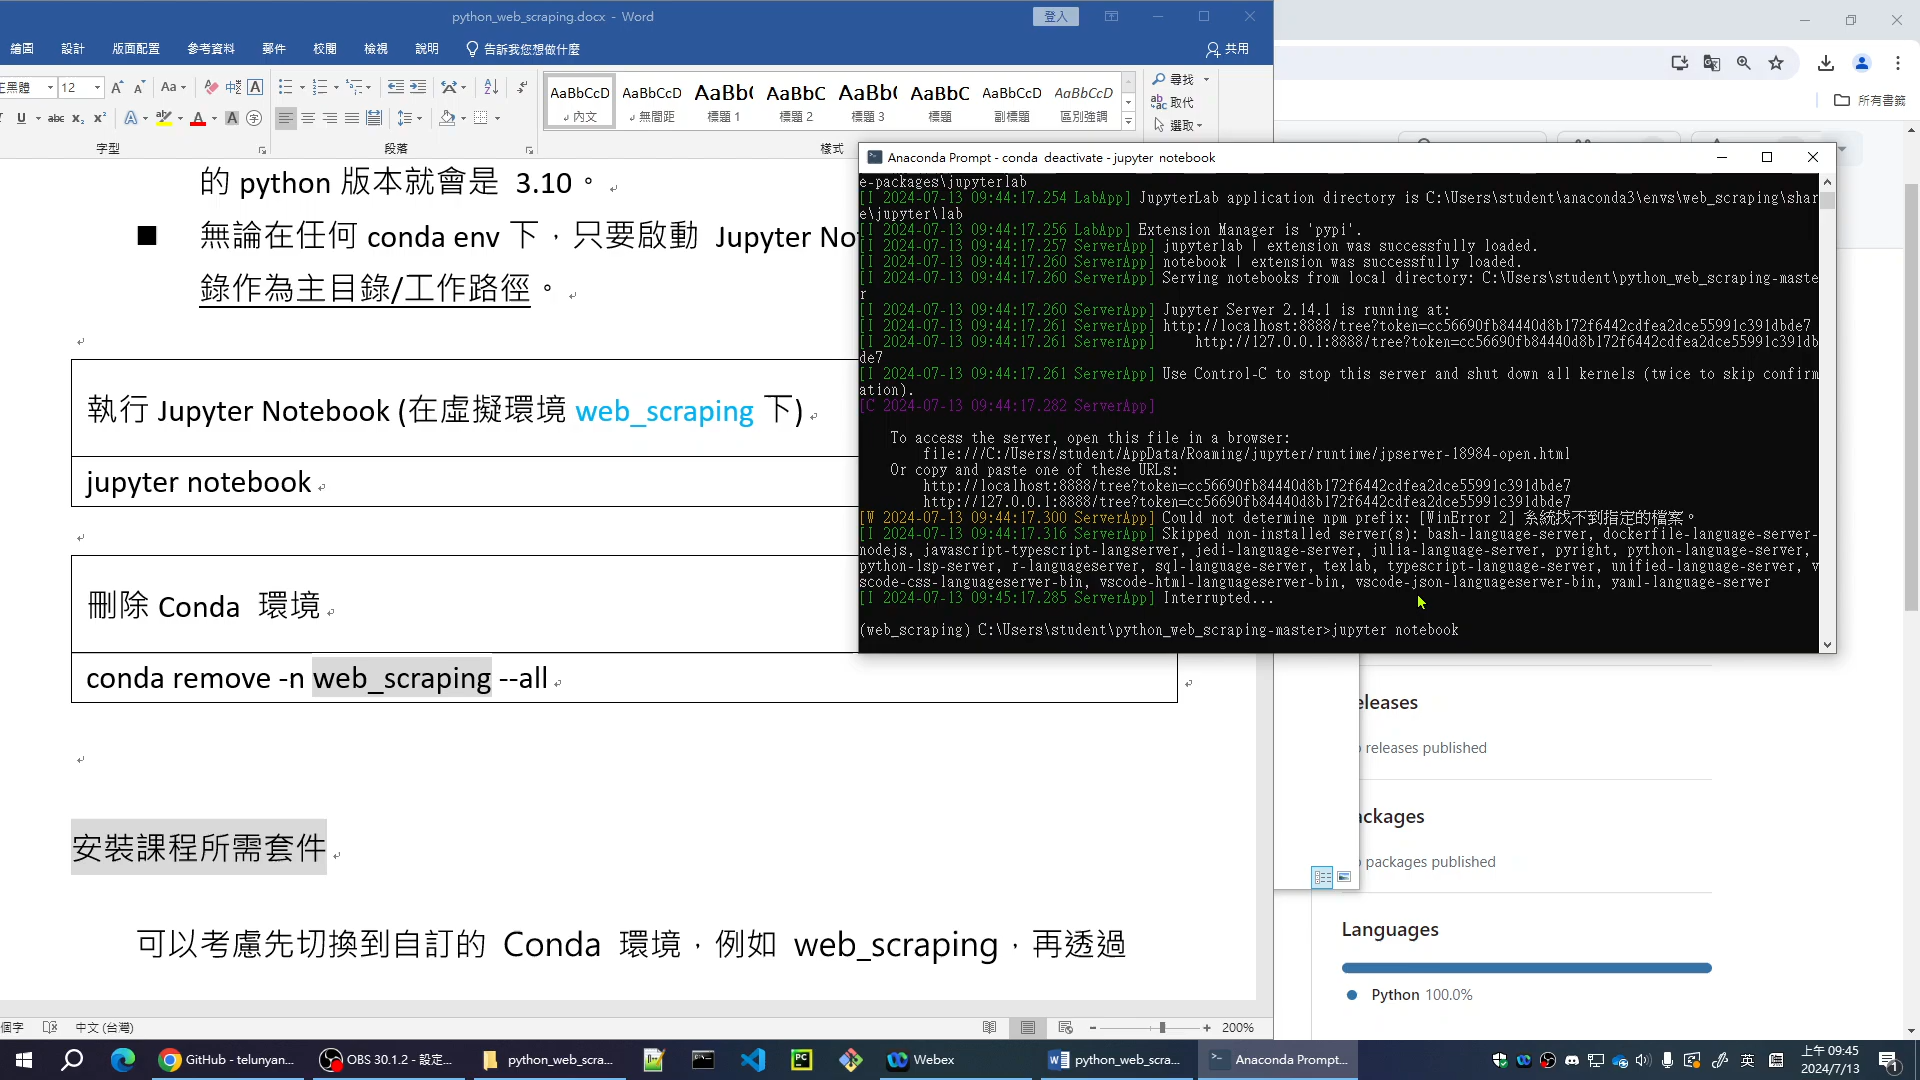 python_web_scraping.docx - Word
登入
繪圖 設計 版面配置 參考資料 郵件 校閱 檢視 說明 告訴我您想做什麼 共用
12
AaBbCcD AaBbCcD AaBb( AaBbC AaBb( AaBbC AaBbCcD AaBbCcD
內文 無間距 標題 1 標題 2 標題 3 標題 副標題 區別強調
尋找
取代
選取
字型 段落 樣式
所有書籤
的 python 版本就會是 3.10。
■ 無論在任何 conda env 下，只要啟動 Jupyter No
錄作為主目錄/工作路徑。
執行 Jupyter Notebook (在虛擬環境 web_scraping 下)
jupyter notebook
刪除 Conda 環境
conda remove -n web_scraping --all
安裝課程所需套件
可以考慮先切換到自訂的 Conda 環境，例如 web_scraping，再透過
Anaconda Prompt - conda deactivate - jupyter notebook
e-packages\jupyterlab
[I 2024-07-13 09:44:17.254 LabApp] JupyterLab application directory is C:\Users\student\anaconda3\envs\web_scraping\shar
e\jupyter\lab
[I 2024-07-13 09:44:17.256 LabApp] Extension Manager is 'pypi'.
[I 2024-07-13 09:44:17.257 ServerApp] jupyterlab | extension was successfully loaded.
[I 2024-07-13 09:44:17.260 ServerApp] notebook | extension was successfully loaded.
[I 2024-07-13 09:44:17.260 ServerApp] Serving notebooks from local directory: C:\Users\student\python_web_scraping-maste
r
[I 2024-07-13 09:44:17.260 ServerApp] Jupyter Server 2.14.1 is running at:
[I 2024-07-13 09:44:17.261 ServerApp] http://localhost:8888/tree?token=cc56690fb84440d8b172f6442cdfea2dce55991c391dbde7
[I 2024-07-13 09:44:17.261 ServerApp]     http://127.0.0.1:8888/tree?token=cc56690fb84440d8b172f6442cdfea2dce55991c391db
de7
[I 2024-07-13 09:44:17.261 ServerApp] Use Control-C to stop this server and shut down all kernels (twice to skip confirm
ation).
[C 2024-07-13 09:44:17.282 ServerApp]
To access the server, open this file in a browser:
file:///C:/Users/student/AppData/Roaming/jupyter/runtime/jpserver-18984-open.html
Or copy and paste one of these URLs:
http://localhost:8888/tree?token=cc56690fb84440d8b172f6442cdfea2dce55991c391dbde7
http://127.0.0.1:8888/tree?token=cc56690fb84440d8b172f6442cdfea2dce55991c391dbde7
[W 2024-07-13 09:44:17.300 ServerApp] Could not determine npm prefix: [WinError 2] 系統找不到指定的檔案。
[I 2024-07-13 09:44:17.316 ServerApp] Skipped non-installed server(s): bash-language-server, dockerfile-language-server-
nodejs, javascript-typescript-langserver, jedi-language-server, julia-language-server, pyright, python-language-server,
python-lsp-server, r-languageserver, sql-language-server, texlab, typescript-language-server, unified-language-server, v
scode-css-languageserver-bin, vscode-html-languageserver-bin, vscode-json-languageserver-bin, yaml-language-server
[I 2024-07-13 09:45:17.285 ServerApp] Interrupted...
(web_scraping) C:\Users\student\python_web_scraping-master>jupyter notebook
eleases
releases published
ackages
packages published
Languages
Python 100.0%
個字 中文 (台灣) 200%
GitHub - telunyan... OBS 30.1.2 - 設定... python_web_scra... Webex python_web_scra... Anaconda Prompt...
英
上午 09:45
2024/7/13
1